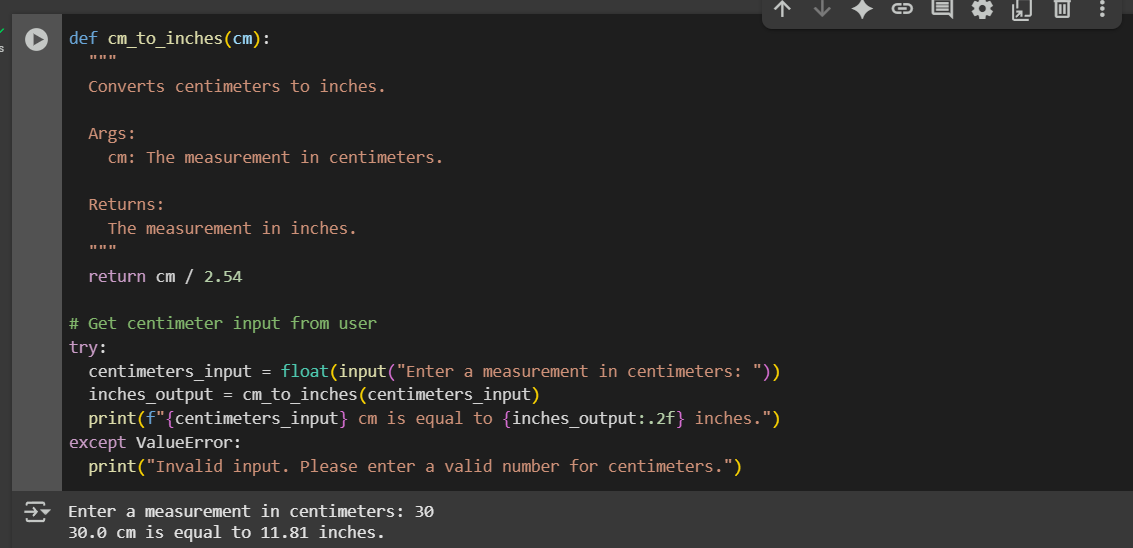 def cm_to_inches(cm):
  """
  Converts centimeters to inches.

  Args:
    cm: The measurement in centimeters.

  Returns:
    The measurement in inches.
  """
  return cm / 2.54

# Get centimeter input from user
try:
  centimeters_input = float(input("Enter a measurement in centimeters: "))
  inches_output = cm_to_inches(centimeters_input)
  print(f"{centimeters_input} cm is equal to {inches_output:.2f} inches.")
except ValueError:
  print("Invalid input. Please enter a valid number for centimeters.")
Enter a measurement in centimeters: 30
30.0 cm is equal to 11.81 inches.